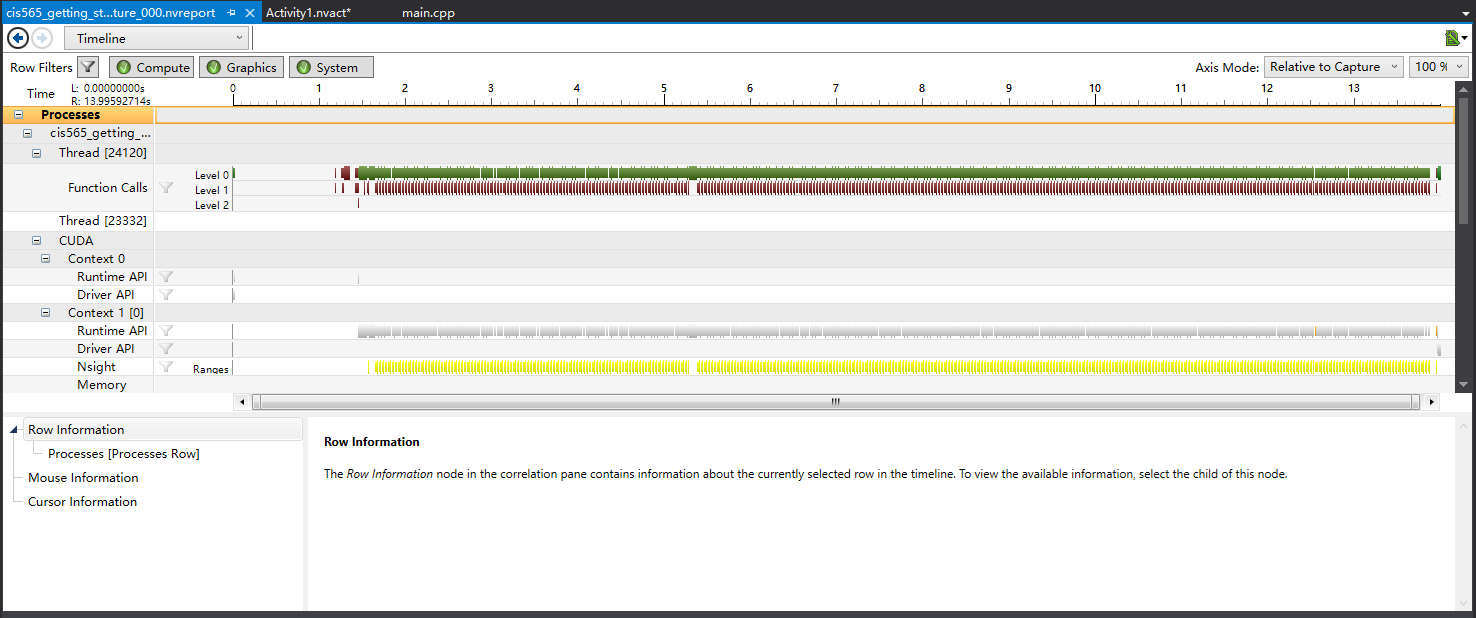 cis565_getting_st...ture_000.nvreport Activity1.nvact* main.cpp
Timeline
Row Filters Compute Graphics System Axis Mode: Relative to Capture 100 %
Time L: 0.00000000s 0 1 2 3 4 5 6 7 8 9 10 11 12 13
R: 13.99592714s
Processes
cis565_getting_...
Thread [24120]
Level 0
Function Calls Level 1
Level 2
Thread [23332]
CUDA
Context 0
Runtime API
Driver API
Context 1 [0]
Runtime API
Driver API
Nsight Ranges
Memory
Row Information
Processes [Processes Row]
Mouse Information
Cursor Information
Row Information
The Row Information node in the correlation pane contains information about the currently selected row in the timeline. To view the available information, select the child of this node.